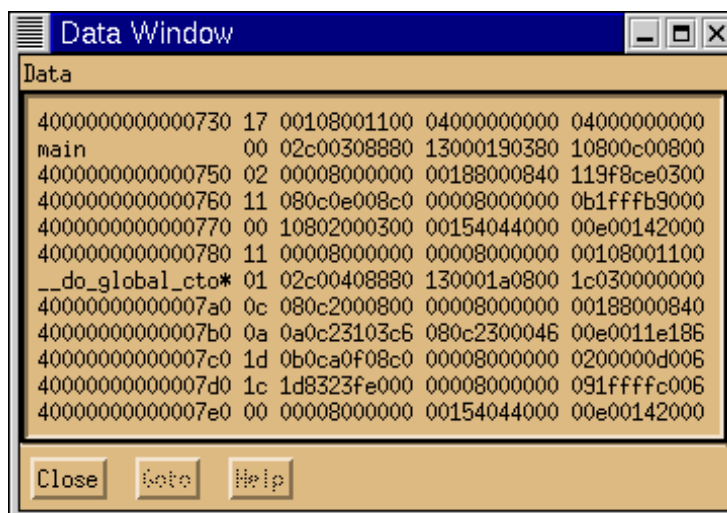 Data Window
Data
4000000000000730 17 00108001100 04000000000 04000000000
main 00 02c00308880 13000190380 10800c00800
4000000000000750 02 00008000000 00188000840 119f8ce0300
4000000000000760 11 080c0e008c0 00008000000 0b1fffb9000
4000000000000770 00 10802000300 00154044000 00e00142000
4000000000000780 11 00008000000 00008000000 00108001100
__do_global_cto* 01 02c00408880 130001a0800 1c030000000
40000000000007a0 0c 080c2000800 00008000000 00188000840
40000000000007b0 0a 0a0c23103c6 080c2300046 00e0011e186
40000000000007c0 1d 0b0ca0f08c0 00008000000 0200000d006
40000000000007d0 1c 1d8323fe000 00008000000 091ffffc006
40000000000007e0 00 00008000000 00154044000 00e00142000
Close Goto Help